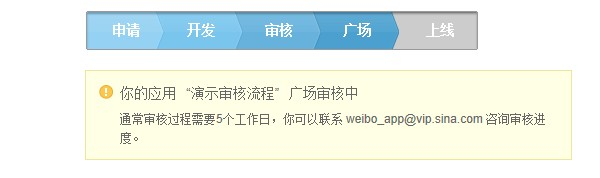 申请 开发 审核 广场 上线
你的应用 “演示审核流程” 广场审核中
通常审核过程需要5个工作日，你可以联系 weibo_app@vip.sina.com 咨询审核进
度。